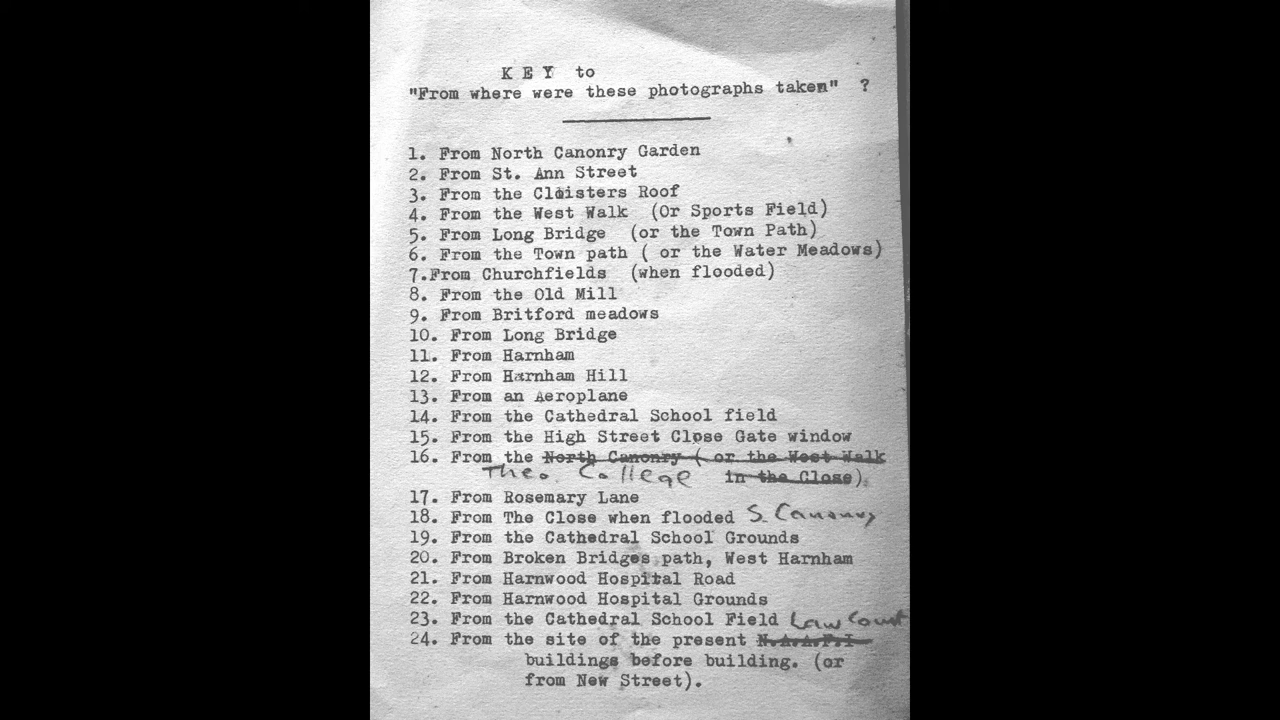 KEY to
"From where were these photographs taken" ?
1. From North Canonry Garden
2. From St. Ann Street
3. From the Cloisters Roof
4. From the West Walk (Or Sports Field)
5. From Long Bridge (or the Town Path)
6. From the Town path ( or the Water Meadows)
7.From Churchfields (when flooded)
8. From the Old Mill
9. From Britford meadows
10. From Long Bridge
11. From Harnham
12. From Harnham Hill
13. From an Aeroplane
14. From the Cathedral School field
15. From the High Street Close Gate window
16. From the North Canonry ( or the West Walk
Theo. College in the Close).
17. From Rosemary Lane
18. From The Close when flooded S. Canonry
19. From the Cathedral School Grounds
20. From Broken Bridges path, West Harnham
21. From Harnwood Hospital Road
22. From Harnwood Hospital Grounds
23. From the Cathedral School Field Law Court
24. From the site of the present N.A.A.F.I
buildings before building. (or
from New Street).